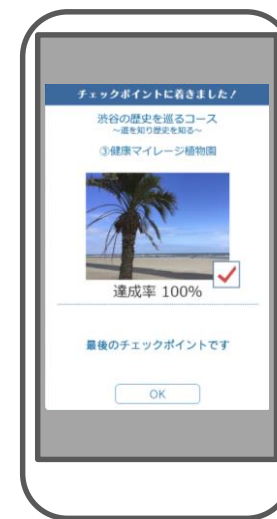 チェックポイントに着きました！
渋谷の歴史を巡るコース
～道を知り歴史を知る～
③健康マイレージ植物園
達成率 100%
最後のチェックポイントです
OK